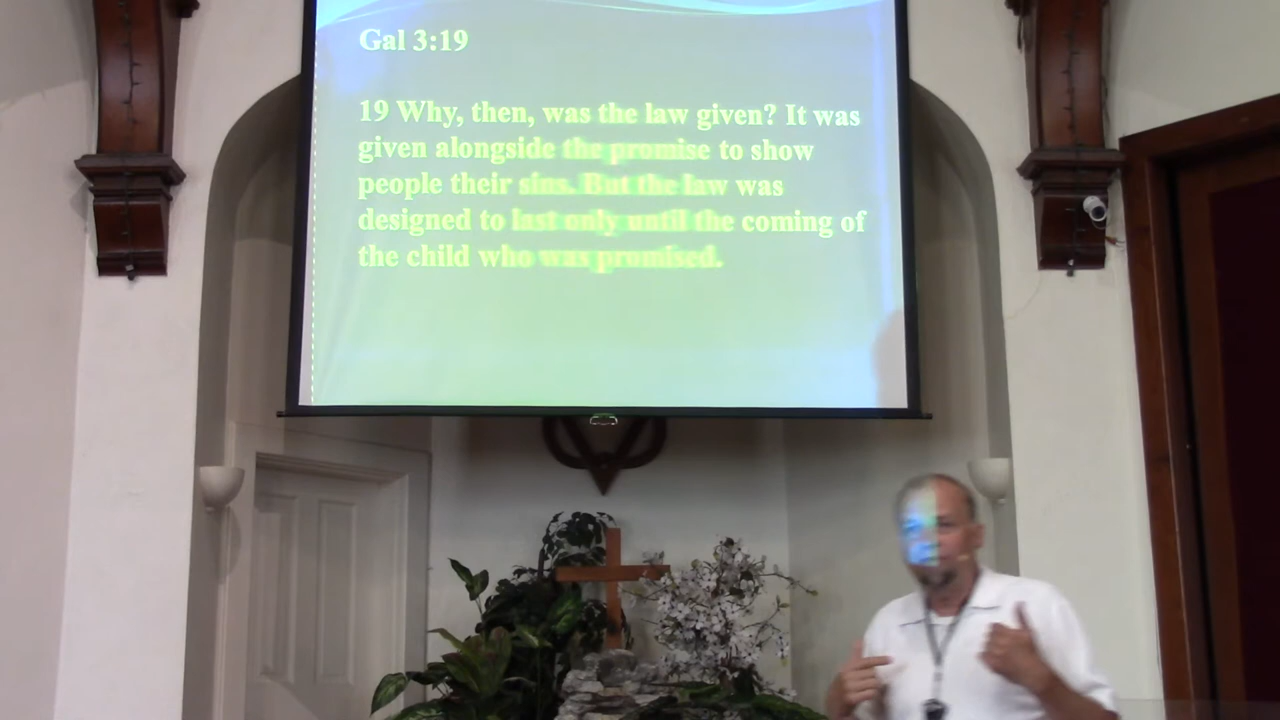 Gal 3:19
19 Why, then, was the law given? It was
given alongside the promise to show
people their sins. But the law was
designed to last only until the coming of
the child who was promised.